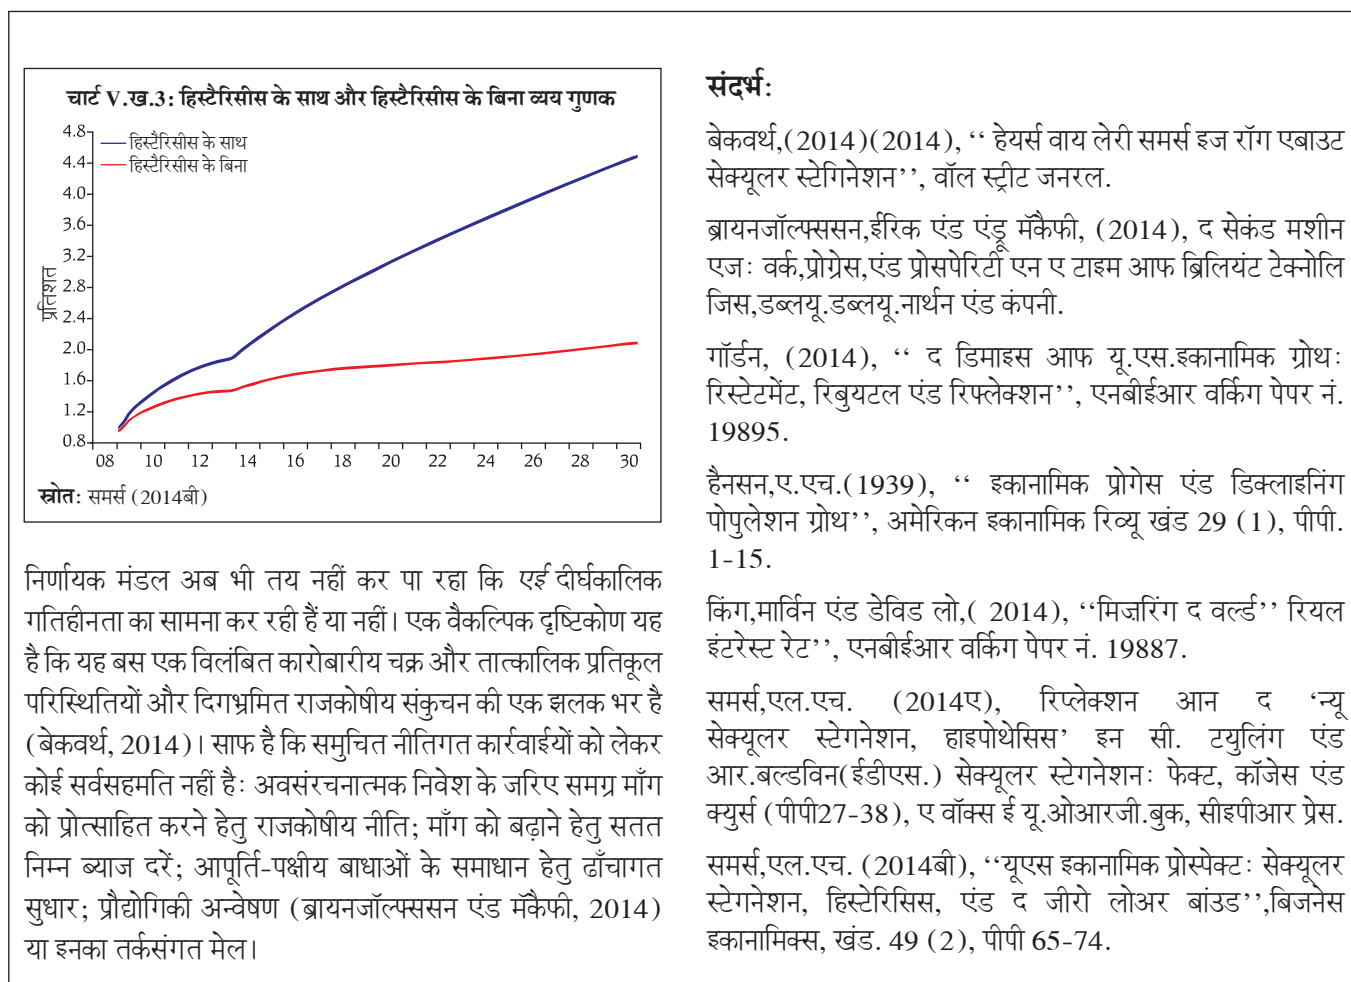 चार्ट V.ख.3: हिस्टैरिसीस के साथ और हिस्टैरिसीस के बिना व्यय गुणक
4.8
4.4
4.0
3.6
3.2
2.8
2.4
2.0
1.6
1.2
0.8
प्रतिशत
हिस्टैरिसीस के साथ
हिस्टैरिसीस के बिना
08 10 12 14 16 18 20 22 24 26 28 30
स्रोतः समर्स (2014बी)
निर्णायक मंडल अब भी तय नहीं कर पा रहा कि एई दीर्घकालिक
गतिहीनता का सामना कर रही हैं या नहीं। एक वैकल्पिक दृष्टिकोण यह
है कि यह बस एक विलंबित कारोबारीय चक्र और तात्कालिक प्रतिकूल
परिस्थितियों और दिगभ्रमित राजकोषीय संकुचन की एक झलक भर है
(बेकवर्थ, 2014)। साफ है कि समुचित नीतिगत कार्रवाईयों को लेकर
कोई सर्वसहमति नहीं हैः अवसंरचनात्मक निवेश के जरिए समग्र माँग
को प्रोत्साहित करने हेतु राजकोषीय नीति; माँग को बढ़ाने हेतु सतत
निम्न ब्याज दरें; आपूर्ति-पक्षीय बाधाओं के समाधान हेतु ढाँचागत
सुधार; प्रौद्योगिकी अन्वेषण (ब्रायनजॉल्फ्ससन एंड मॅकैफी, 2014)
या इनका तर्कसंगत मेल।
संदर्भः
बेकवर्थ,(2014)(2014), ‘‘ हेयर्स वाय लेरी समर्स इज रॉग एबाउट
सेक्यूलर स्टेगिनेशन’’, वॉल स्ट्रीट जनरल.
ब्रायनजॉल्फ्ससन,ईरिक एंड एंड्रू मॅकैफी, (2014), द सेकंड मशीन
एजः वर्क,प्रोग्रेस,एंड प्रोसपेरिटी एन ए टाइम आफ ब्रिलियंट टेक्नोलि
जिस,डब्लयू.डब्लयू.नार्थन एंड कंपनी.
गॉर्डन, (2014), ‘‘ द डिमाइस आफ यू.एस.इकानामिक ग्रोथः
रिस्टेटमेंट, रिबुयटल एंड रिफ्लेक्शन’’, एनबीईआर वर्किग पेपर नं.
19895.
हैनसन,ए.एच.(1939), ‘‘ इकानामिक प्रोगेस एंड डिक्लाइनिंग
पोपुलेशन ग्रोथ’’, अमेरिकन इकानामिक रिव्यू खंड 29 (1), पीपी.
1-15.
किंग,मार्विन एंड डेविड लो,( 2014), ‘‘मिज़रिंग द वर्ल्ड’’ रियल
इंटरेस्ट रेट’’, एनबीईआर वर्किग पेपर नं. 19887.
समर्स,एल.एच. (2014ए), रिप्लेक्शन आन द ‘न्यू
सेक्यूलर स्टेगनेशन, हाइपोथेसिस’ इन सी. टयुलिंग एंड
आर.बल्डविन(ईडीएस.) सेक्यूलर स्टेगनेशनः फेक्ट, कॉजेस एंड
क्युर्स (पीपी27-38), ए वॉक्स ई यू.ओआरजी.बुक, सीइपीआर प्रेस.
समर्स,एल.एच. (2014बी), ‘‘यूएस इकानामिक प्रोस्पेक्टः सेक्यूलर
स्टेगनेशन, हिस्टेरिसिस, एंड द जीरो लोअर बांउड’’,बिजनेस
इकानामिक्स, खंड. 49 (2), पीपी 65-74.